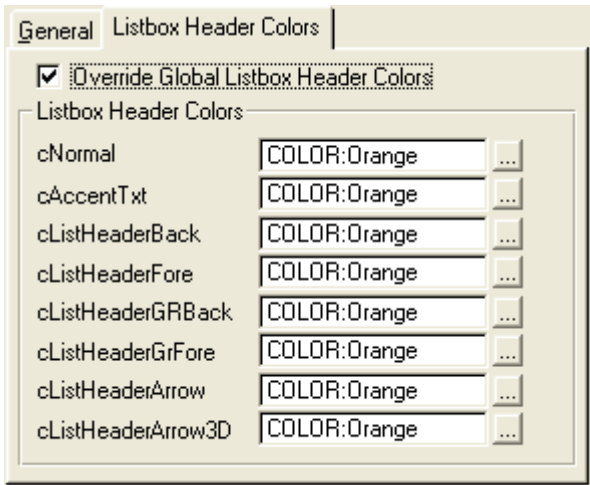 General Listbox Header Colors
Override Global Listbox Header Colors
Listbox Header Colors
cNormal COLOR:Orange ...
cAccentTxt COLOR:Orange ...
cListHeaderBack COLOR:Orange ...
cListHeaderFore COLOR:Orange ...
cListHeaderGRBack COLOR:Orange ...
cListHeaderGrFore COLOR:Orange ...
cListHeaderArrow COLOR:Orange ...
cListHeaderArrow3D COLOR:Orange ...